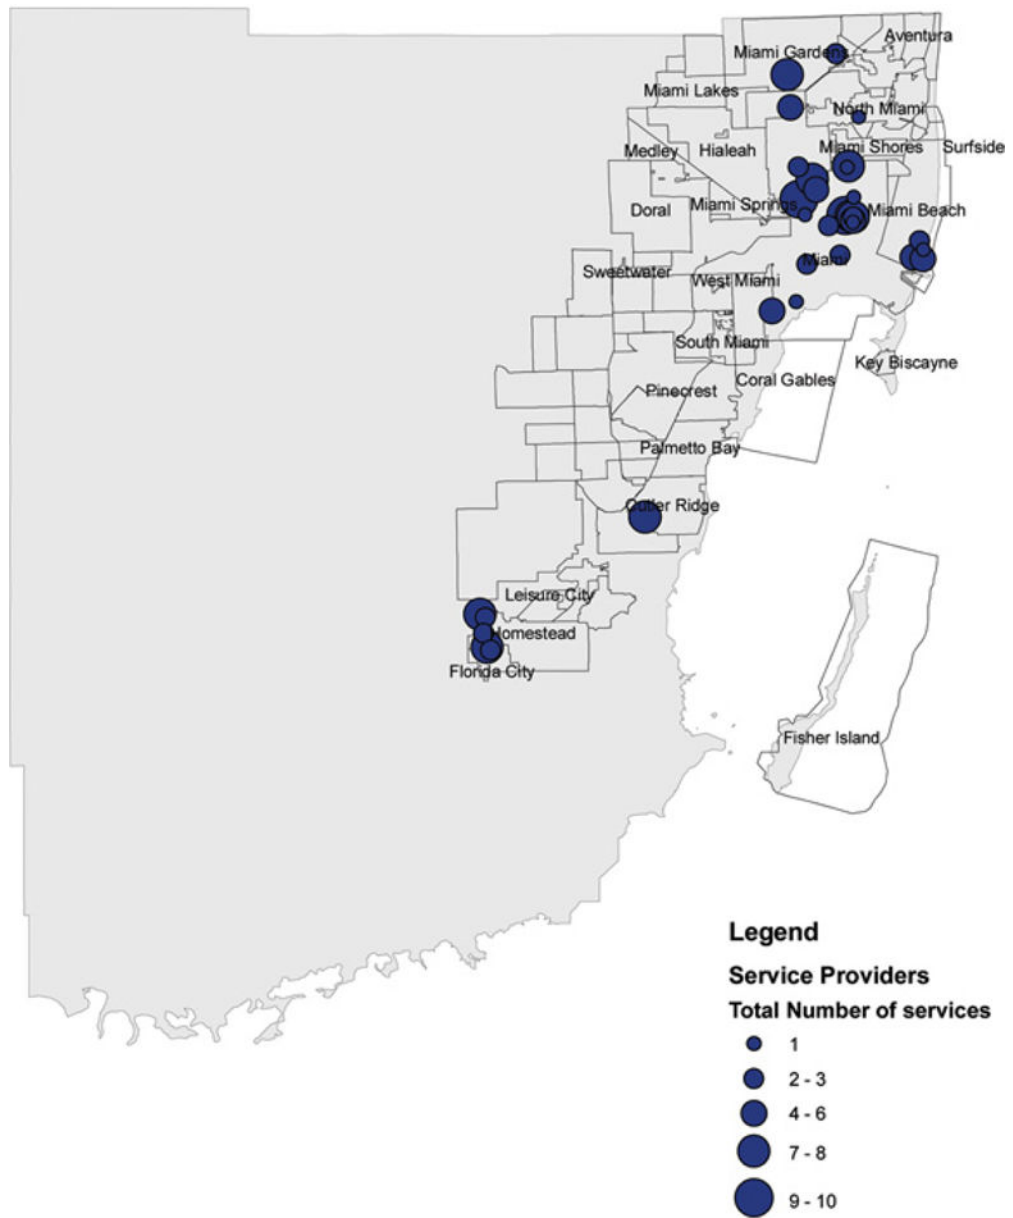 Aventura
Miami Gardens
Miami Lakes
North Miami
Medley
Hialeah
Miami Shores
Surfside
Doral
Miami Springs
Miami Beach
Sweetwater
West Miami
Miami
South Miami
Key Biscayne
Coral Gables
Pinecrest
Palmetto Bay
Cutler Ridge
Leisure City
Homestead
Florida City
Fisher Island
Legend
Service Providers
Total Number of services
1
2 - 3
4 - 6
7 - 8
9 - 10